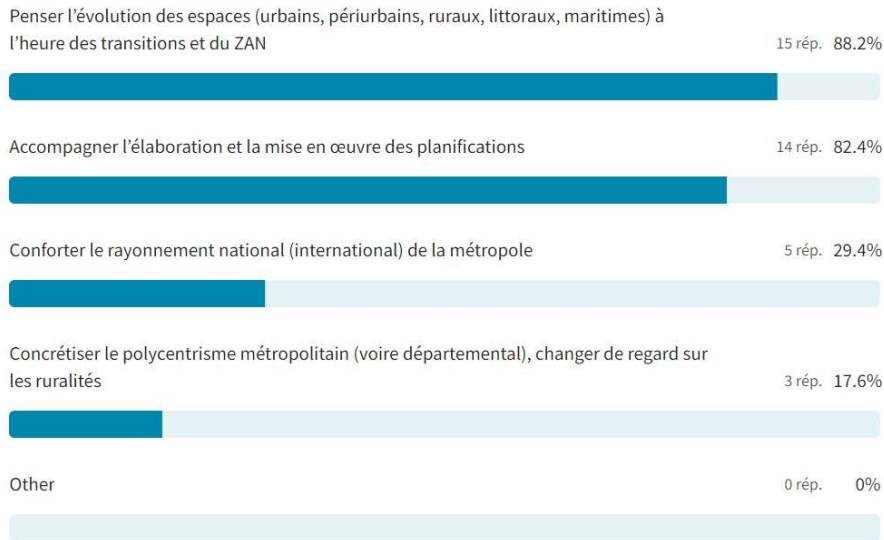 Penser l’évolution des espaces (urbains, périurbains, ruraux, littoraux, maritimes) à
l’heure des transitions et du ZAN 15 rép. 88.2%
Accompagner l’élaboration et la mise en œuvre des planifications 14 rép. 82.4%
Conforter le rayonnement national (international) de la métropole 5 rép. 29.4%
Concrétiser le polycentrisme métropolitain (voire départemental), changer de regard sur
les ruralités 3 rép. 17.6%
Other 0 rép. 0%